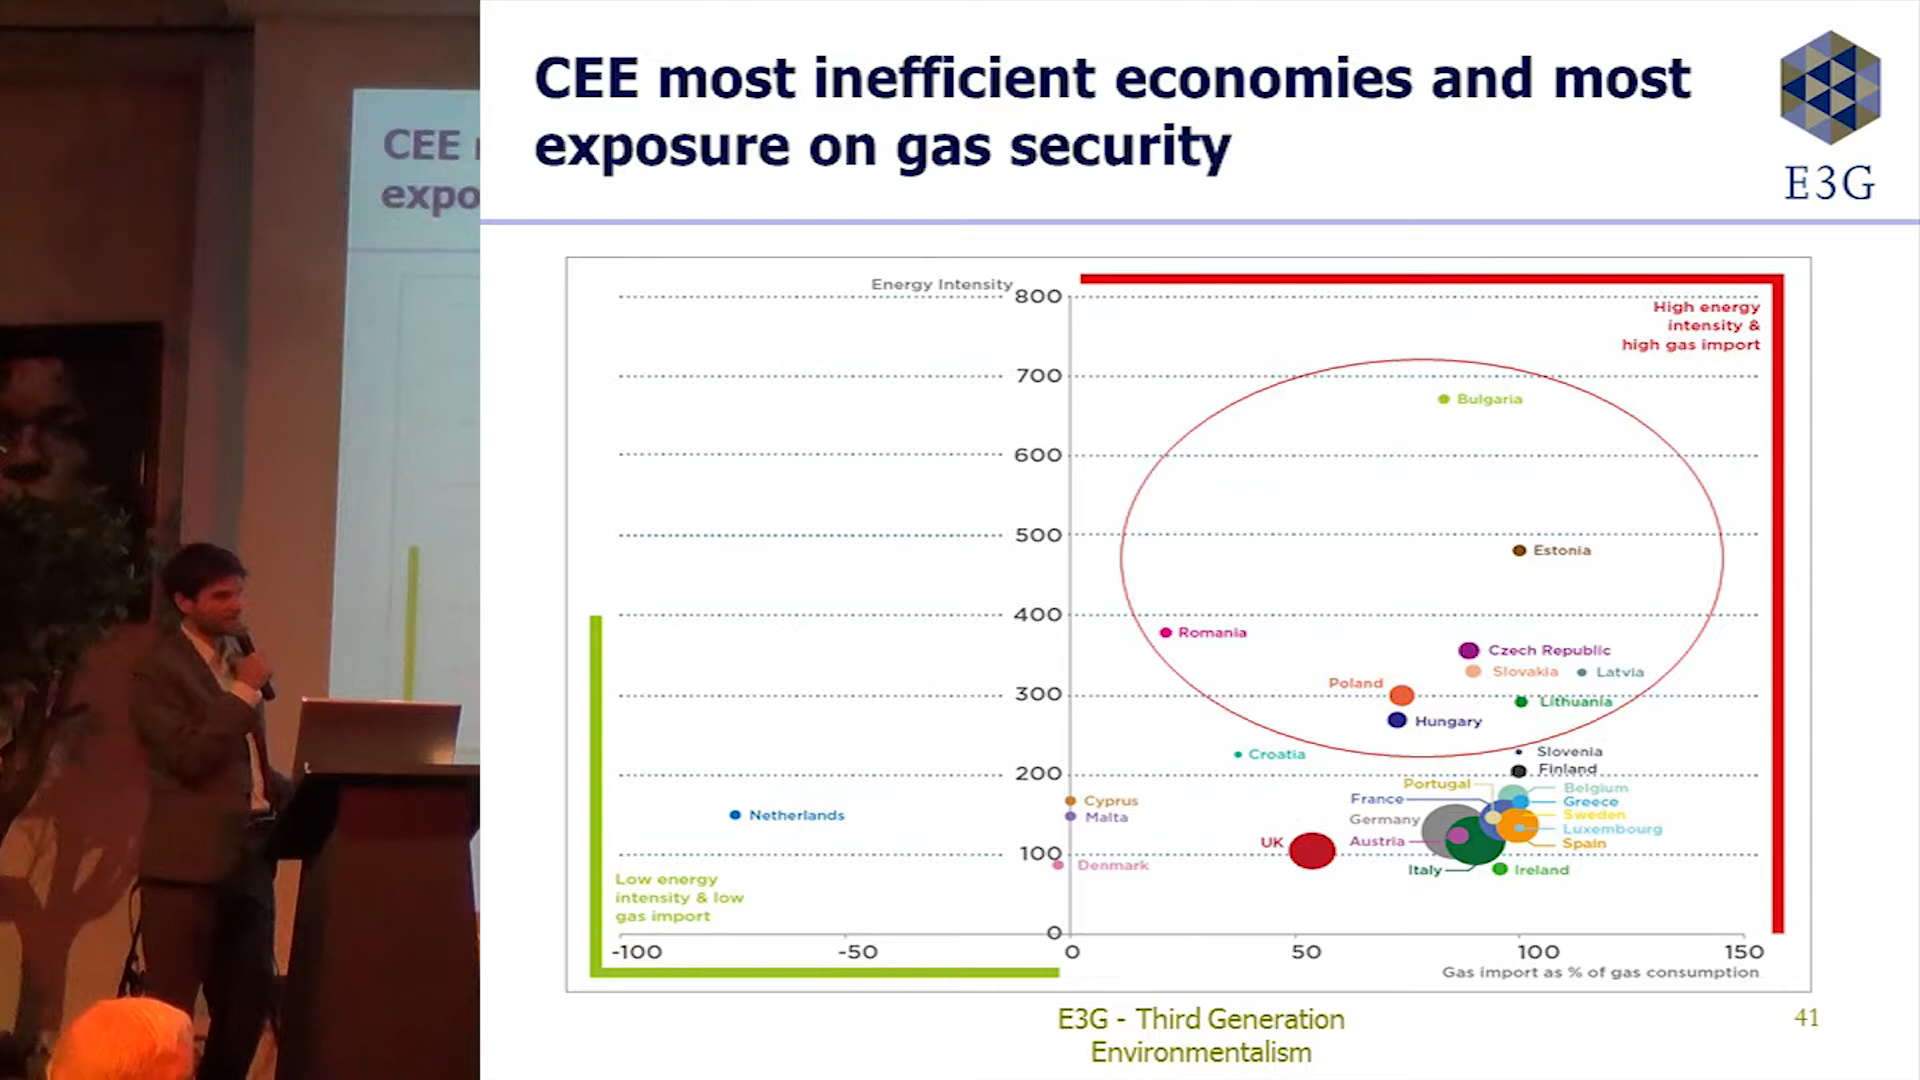 CEE
expo
CEE most inefficient economies and most
exposure on gas security
E3G
Energy Intensity
800
700
600
500
400
300
200
100
0
High energy
intensity &
high gas import
Bulgaria
Estonia
Romania
Czech Republic
Slovakia
Latvia
Poland
Lithuania
Hungary
Croatia
Slovenia
Finland
Portugal
Belgium
France
Greece
Cyprus
Netherlands
Malta
Germany
Sweden
Luxembourg
UK
Austria
Spain
Denmark
Italy
Ireland
Low energy
intensity & low
gas import
-100
-50
0
50
100
150
Gas import as % of gas consumption
E3G - Third Generation
Environmentalism
41